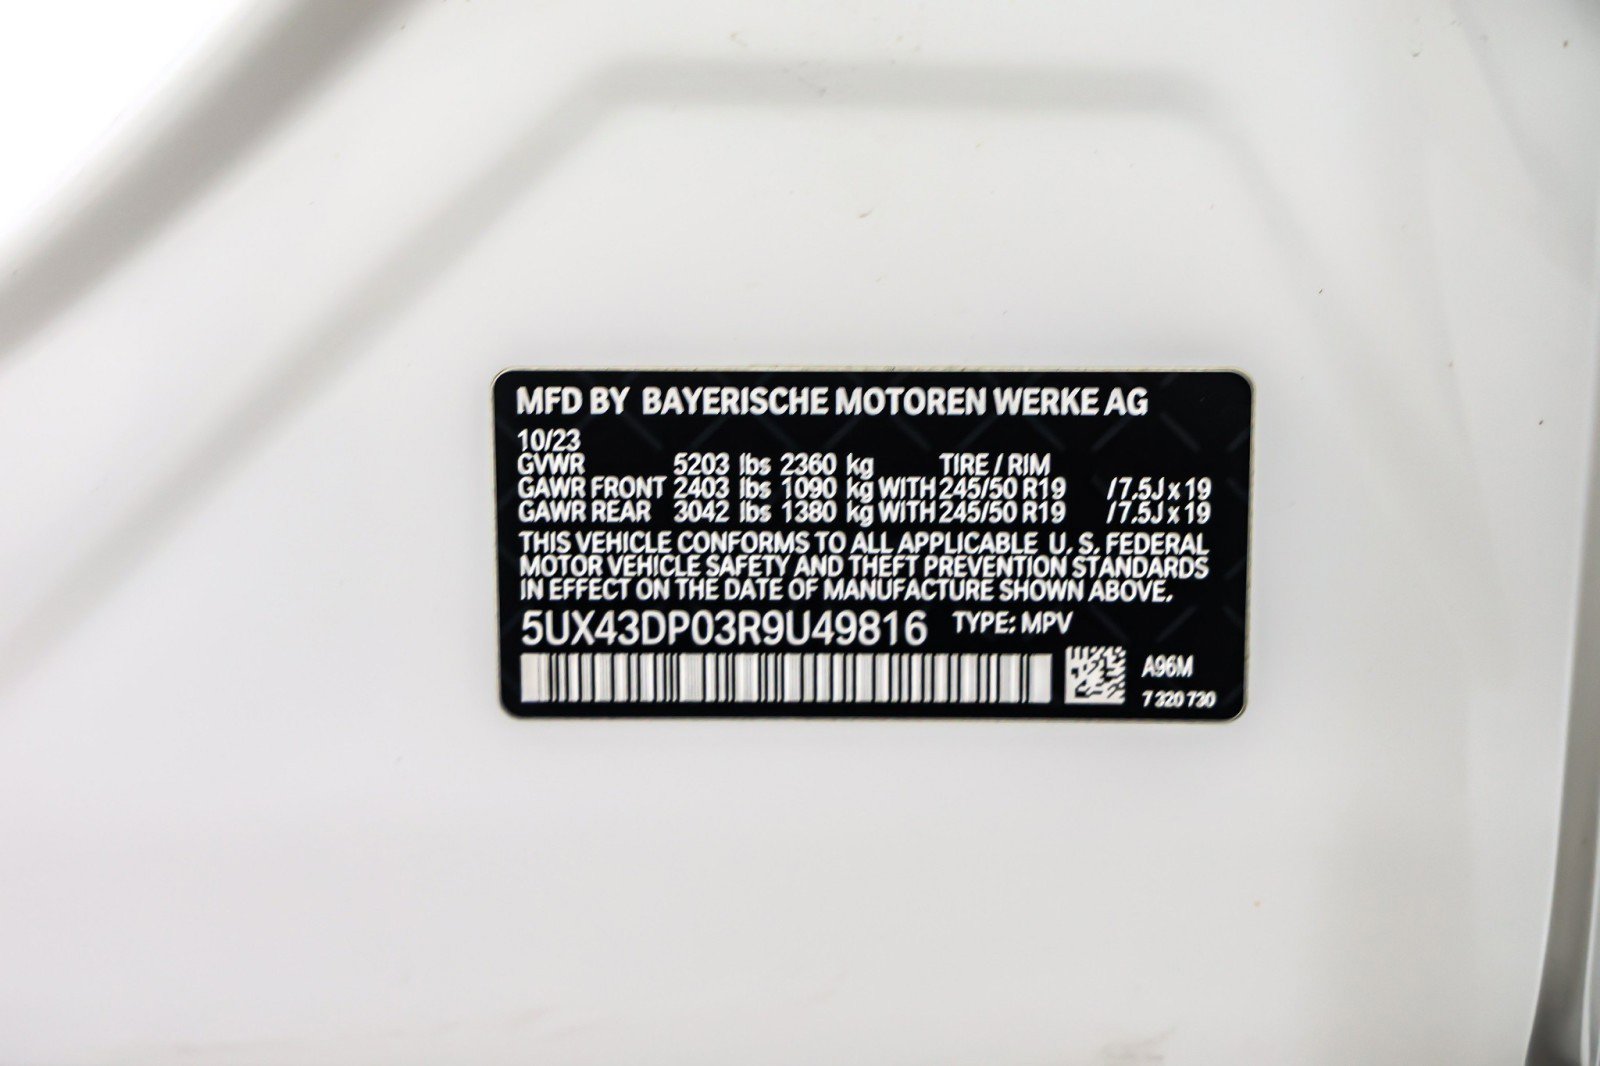 MFD BY BAYERISCHE MOTOREN WERKE AG
10/23
GVWR 5203 lbs 2360 kg TIRE / RIM
GAWR FRONT 2403 lbs 1090 kg WITH 245/50 R19 /7.5J x 19
GAWR REAR 3042 lbs 1380 kg WITH 245/50 R19 /7.5J x 19
THIS VEHICLE CONFORMS TO ALL APPLICABLE U. S. FEDERAL
MOTOR VEHICLE SAFETY AND THEFT PREVENTION STANDARDS
IN EFFECT ON THE DATE OF MANUFACTURE SHOWN ABOVE.
5UX43DP03R9U49816 TYPE: MPV
A96M
7 320 730